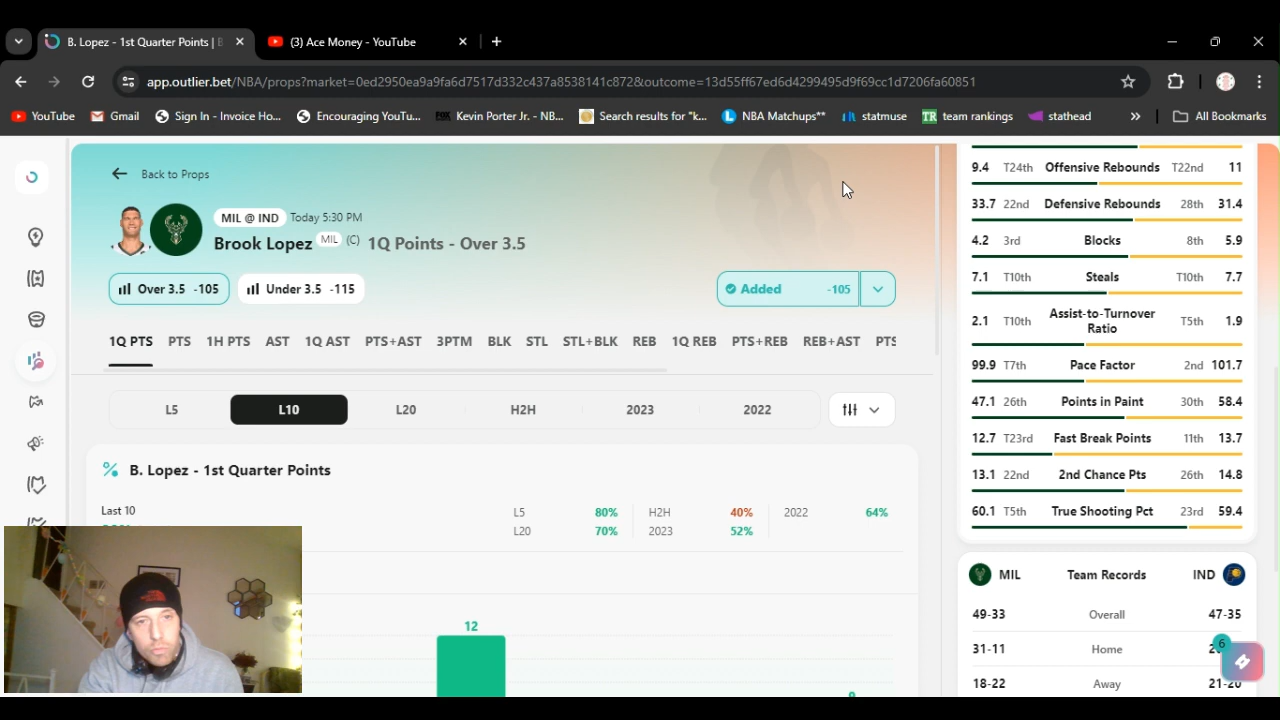 B. Lopez - 1st Quarter Points | B
(3) Ace Money - YouTube
app.outlier.bet/NBA/props?market=0ed2950ea9a9fa6d7517d332c437a8538141c872&outcome=13d55ff67ed6d4299495d9f69cc1d7206fa60851
YouTube Gmail Sign In - Invoice Ho... Encouraging YouTu... Kevin Porter Jr. - NB... Search results for "k... NBA Matchups** statmuse TR team rankings stathead » All Bookmarks
Back to Props
MIL @ IND Today 5:30 PM
Brook Lopez MIL (C) 1Q Points - Over 3.5
Over 3.5 -105 Under 3.5 -115
Added -105
1Q PTS PTS 1H PTS AST 1Q AST PTS+AST 3PTM BLK STL STL+BLK REB 1Q REB PTS+REB REB+AST PTS
L5 L10 L20 H2H 2023 2022
B. Lopez - 1st Quarter Points
Last 10
L5 80% H2H 40% 2022 64%
L20 70% 2023 52%
12
9.4 T24th Offensive Rebounds T22nd 11
33.7 22nd Defensive Rebounds 28th 31.4
4.2 3rd Blocks 8th 5.9
7.1 T10th Steals T10th 7.7
2.1 T10th Assist-to-Turnover Ratio T5th 1.9
99.9 T7th Pace Factor 2nd 101.7
47.1 26th Points in Paint 30th 58.4
12.7 T23rd Fast Break Points 11th 13.7
13.1 22nd 2nd Chance Pts 26th 14.8
60.1 T5th True Shooting Pct 23rd 59.4
MIL Team Records IND
49-33 Overall 47-35
31-11 Home
6
18-22 Away 21-20